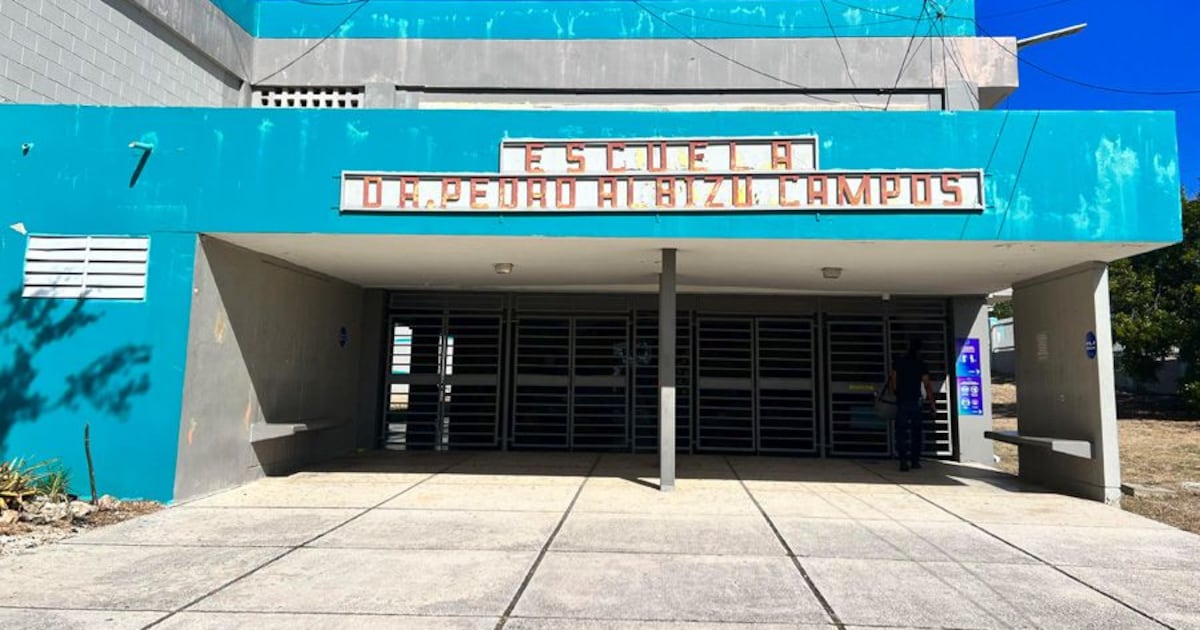 ESCUELA
DR. PEDRO ALBIZU CAMPOS